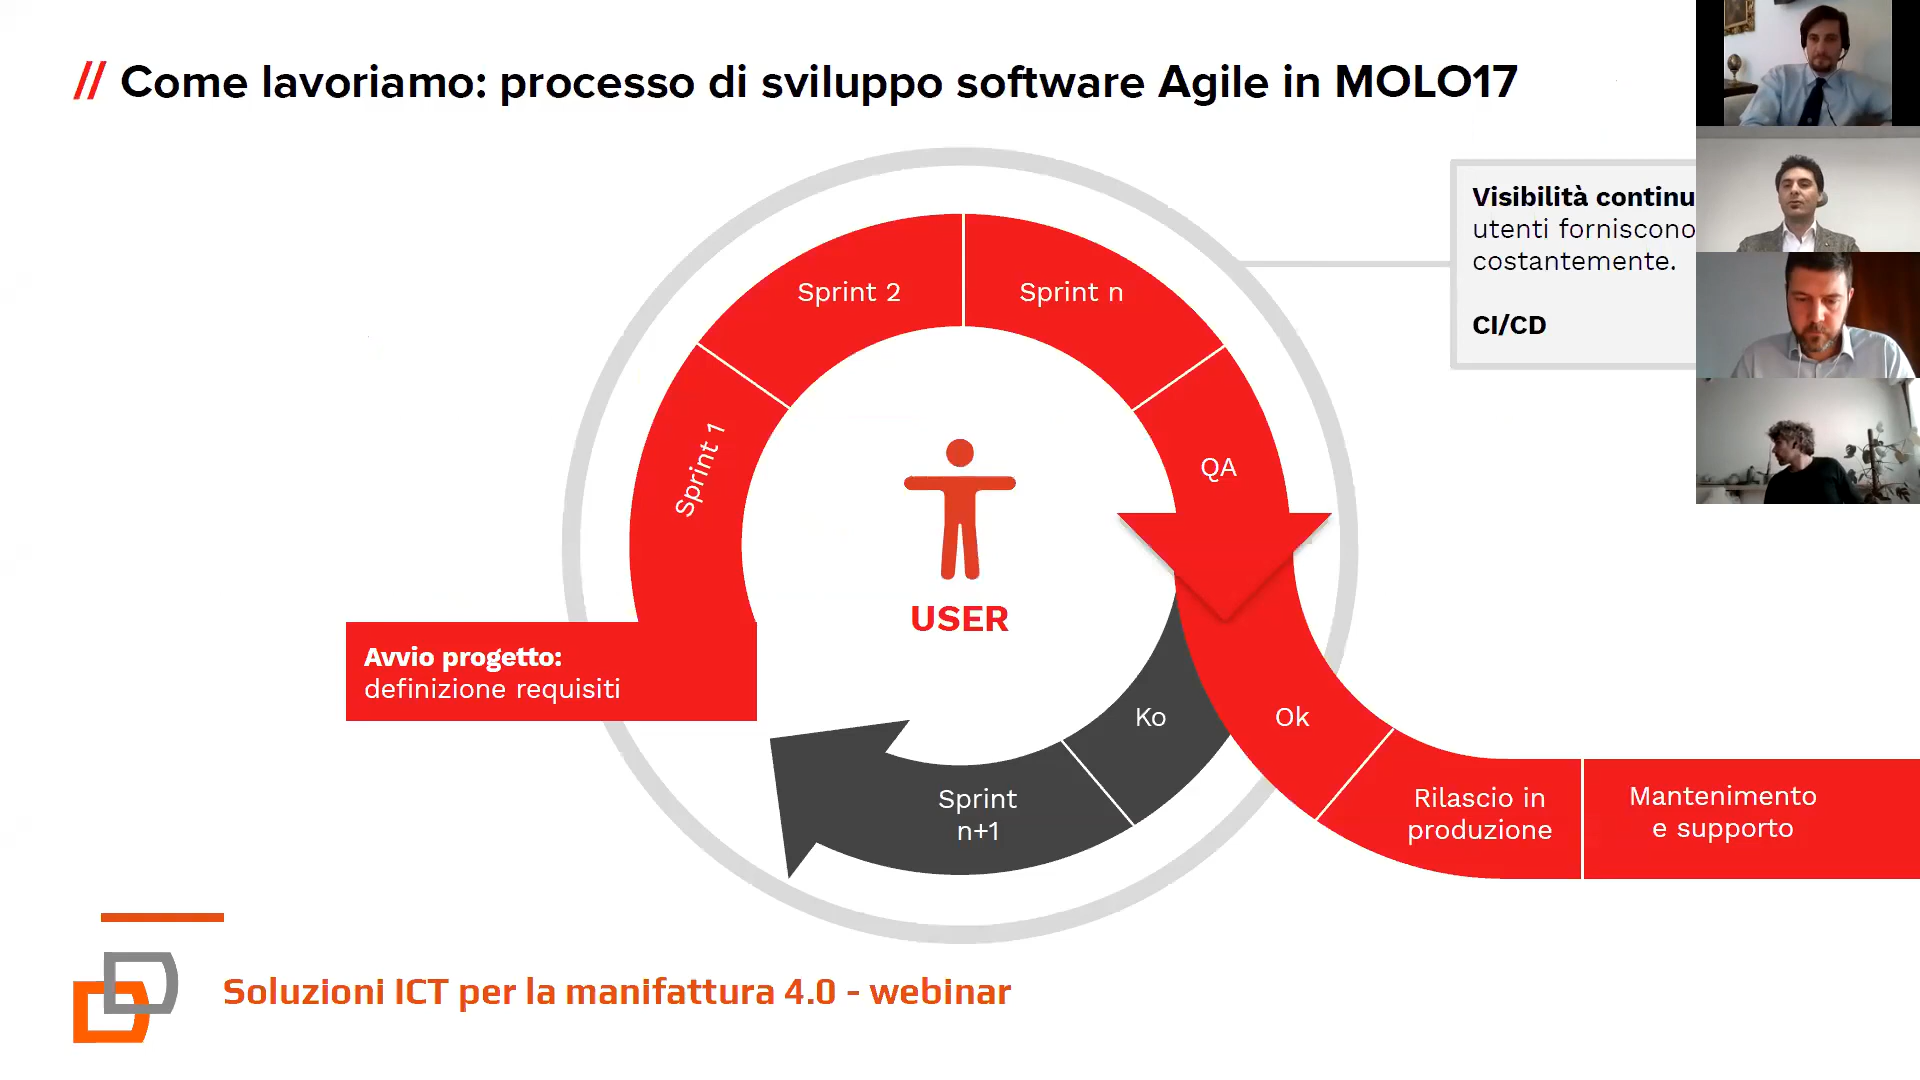 // Come lavoriamo: processo di sviluppo software Agile in MOLO17
Visibilità continu
utenti forniscono
costantemente.
CI/CD
Sprint 2
Sprint n
Sprint 1
QA
USER
Avvio progetto:
definizione requisiti
Ko
Ok
Sprint
n+1
Rilascio in
produzione
Mantenimento
e supporto
Soluzioni ICT per la manifattura 4.0 - webinar